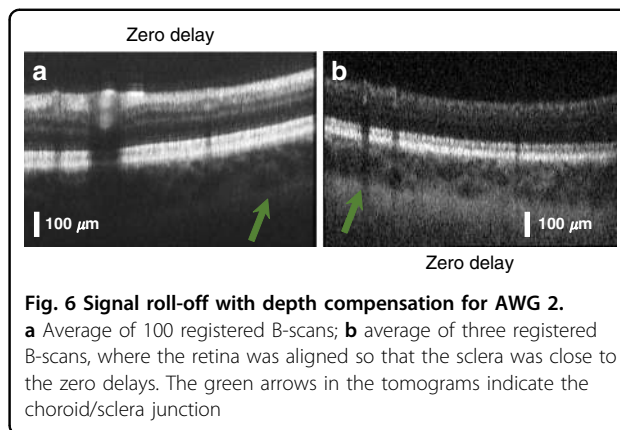 Zero delay
a
b
100 μm
100 μm
Zero delay
Fig. 6 Signal roll-off with depth compensation for AWG 2.
a Average of 100 registered B-scans; b average of three registered
B-scans, where the retina was aligned so that the sclera was close to
the zero delays. The green arrows in the tomograms indicate the
choroid/sclera junction